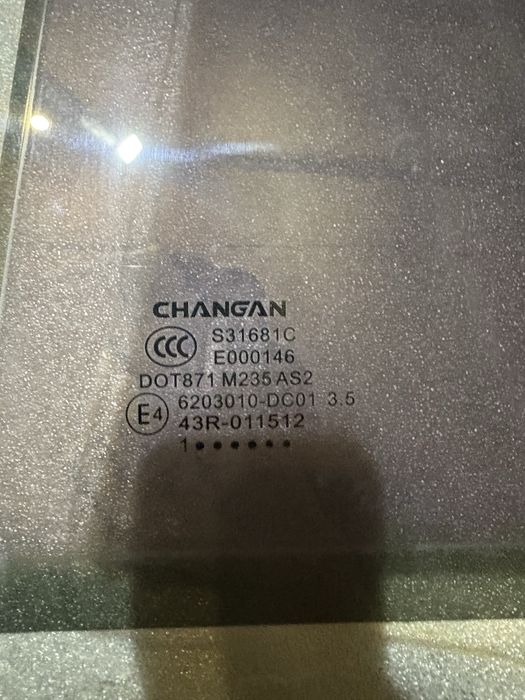 CHANGAN
CCC S31681C
E000146
DOT871 M235 AS2
E4 6203010-DC01 3.5
43R-011512
1●●●●●●